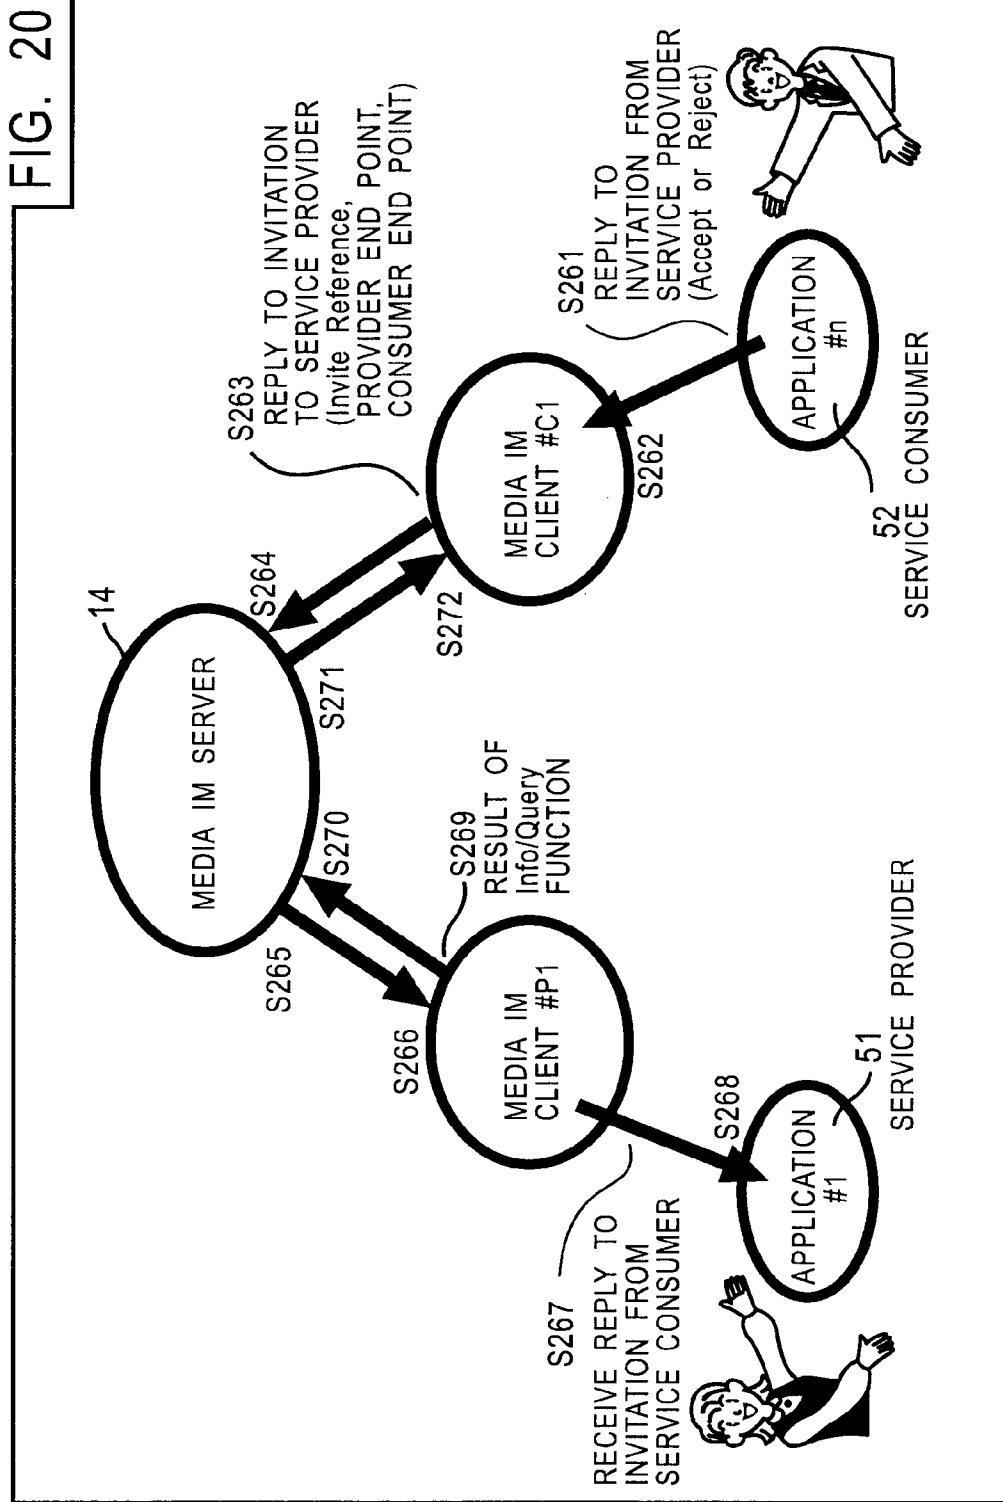 FIG. 20
14
MEDIA IM SERVER
S263
REPLY TO INVITATION
TO SERVICE PROVIDER
(Invite Reference,
PROVIDER END POINT,
CONSUMER END POINT)
S264
S271
S272
S265
S270
S266
S269
RESULT OF
Info/Query
FUNCTION
MEDIA IM
CLIENT #P1
MEDIA IM
CLIENT #C1
S262
S261
REPLY TO
INVITATION FROM
SERVICE PROVIDER
(Accept or Reject)
S267
RECEIVE REPLY TO
INVITATION FROM
SERVICE CONSUMER
S268
APPLICATION
#1
51
SERVICE PROVIDER
APPLICATION
#n
52
SERVICE CONSUMER